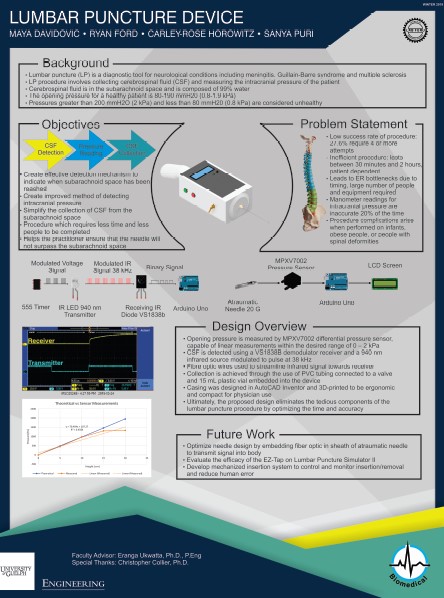 WINTER 2019
LUMBAR PUNCTURE DEVICE
MAYA DAVIDOVIĆ • RYAN FORD • CARLEY-ROSE HOROWITZ • SANYA PURI
Background
• Lumbar puncture (LP) is a diagnostic tool for neurological conditions including meningitis, Guillain-Barre syndrome and multiple sclerosis
• LP procedure involves collecting cerebrospinal fluid (CSF) and measuring the intracranial pressure of the patient
• Cerebrospinal fluid is in the subarachnoid space and is composed of 99% water
• The opening pressure for a healthy patient is 80-190 mmH20 (0.8-1.9 kPa)
• Pressures greater than 200 mmH2O (2 kPa) and less than 80 mmH20 (0.8 kPa) are considered unhealthy
Objectives
CSF
Detection
Pressure
CSF
• Create effective detection mechanism to
indicate when subarachnoid space has been
reached
• Create improved method of detecting
intracranial pressure
• Simplify the collection of CSF from the
subarachnoid space
• Procedure which requires less time and less
people to be completed
• Helps the practitioner ensure that the needle will
not surpass the subarachnoid space
Problem Statement
• Low success rate of procedure:
27.6% require 4 or more
attempts
• Inefficient procedure: lasts
between 30 minutes and 2 hours,
patient dependent
• Leads to ER bottlenecks due to
timing, large number of people
and equipment required
• Manometer readings for
intracranial pressure are
inaccurate 20% of the time
• Procedure complications arise
when performed on infants,
obese people, or people with
spinal deformities
Modulated Voltage
Signal
Modulated IR
Signal 38 kHz
Binary Signal
MPXV7002
Pressure Sensor
LCD Screen
555 Timer
IR LED 940 nm
Transmitter
Receiving IR
Diode VS1838b
Arduino Uno
Atraumatic
Needle 20 G
Arduino Uno
Receiver
Transmitter
Design Overview
• Opening pressure is measured by MPXV7002 differential pressure sensor,
capable of linear measurements within the desired range of 0 – 2 kPa
• CSF is detected using a VS1838B demodulator receiver and a 940 nm
infrared source modulated to pulse at 38 kHz
• Fibre optic wires used to streamline infrared signal towards receiver
• Collection is achieved through the use of PVC tubing connected to a valve
and 15 mL plastic vial embedded into the device
• Casing was designed in AutoCAD Inventor and 3D-printed to be ergonomic
and compact for physician use
• Ultimately, the proposed design eliminates the tedious components of the
lumbar puncture procedure by optimizing the time and accuracy
Theoretical vs Sensor Measurements
Future Work
• Optimize needle design by embedding fiber optic in sheath of atraumatic needle
to transmit signal into body
• Evaluate the efficacy of the EZ-Tap on Lumbar Puncture Simulator II
• Develop mechanized insertion system to control and monitor insertion/removal
and reduce human error
Faculty Advisor: Eranga Ukwatta, Ph.D., P.Eng
Special Thanks: Christopher Collier, Ph.D.
UNIVERSITY
OF GUELPH
ENGINEERING
Biomedical